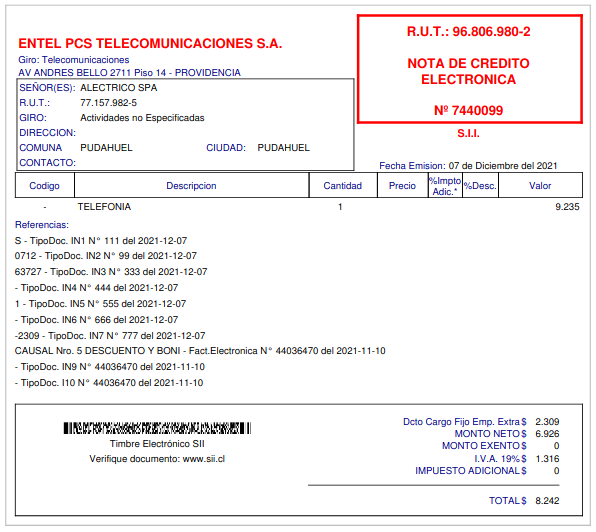 ENTEL PCS TELECOMUNICACIONES S.A.
Giro: Telecomunicaciones
AV ANDRES BELLO 2711 Piso 14 - PROVIDENCIA
R.U.T.: 96.806.980-2
NOTA DE CREDITO
ELECTRONICA
Nº 7440099
S.I.I.
SEÑOR(ES): ALECTRICO SPA
R.U.T.: 77.157.982-5
GIRO: Actividades no Especificadas
DIRECCION:
COMUNA PUDAHUEL CIUDAD: PUDAHUEL
CONTACTO:
Fecha Emision: 07 de Diciembre del 2021
Codigo Descripcion Cantidad Precio %Impto Adic.* %Desc. Valor
- TELEFONIA 1 9.235
Referencias:
S - TipoDoc. IN1 N° 111 del 2021-12-07
0712 - TipoDoc. IN2 N° 99 del 2021-12-07
63727 - TipoDoc. IN3 N° 333 del 2021-12-07
- TipoDoc. IN4 N° 444 del 2021-12-07
1 - TipoDoc. IN5 N° 555 del 2021-12-07
- TipoDoc. IN6 N° 666 del 2021-12-07
-2309 - TipoDoc. IN7 N° 777 del 2021-12-07
CAUSAL Nro. 5 DESCUENTO Y BONI - Fact.Electronica N° 44036470 del 2021-11-10
- TipoDoc. IN9 N° 44036470 del 2021-11-10
- TipoDoc. I10 N° 44036470 del 2021-11-10
Timbre Electrónico SII
Verifique documento: www.sii.cl
Dcto Cargo Fijo Emp. Extra $ 2.309
MONTO NETO $ 6.926
MONTO EXENTO $ 0
I.V.A. 19% $ 1.316
IMPUESTO ADICIONAL $ 0
TOTAL $ 8.242